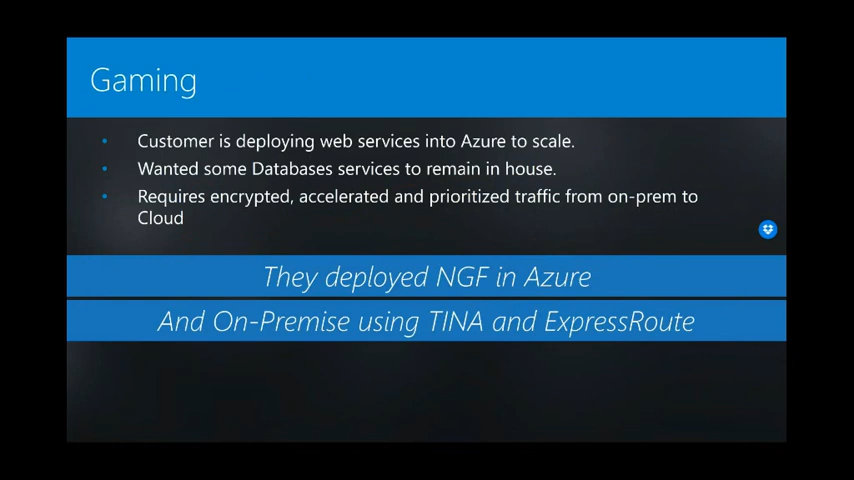 Gaming
• Customer is deploying web services into Azure to scale.
• Wanted some Databases services to remain in house.
• Requires encrypted, accelerated and prioritized traffic from on-prem to
Cloud
They deployed NGF in Azure
And On-Premise using TINA and ExpressRoute